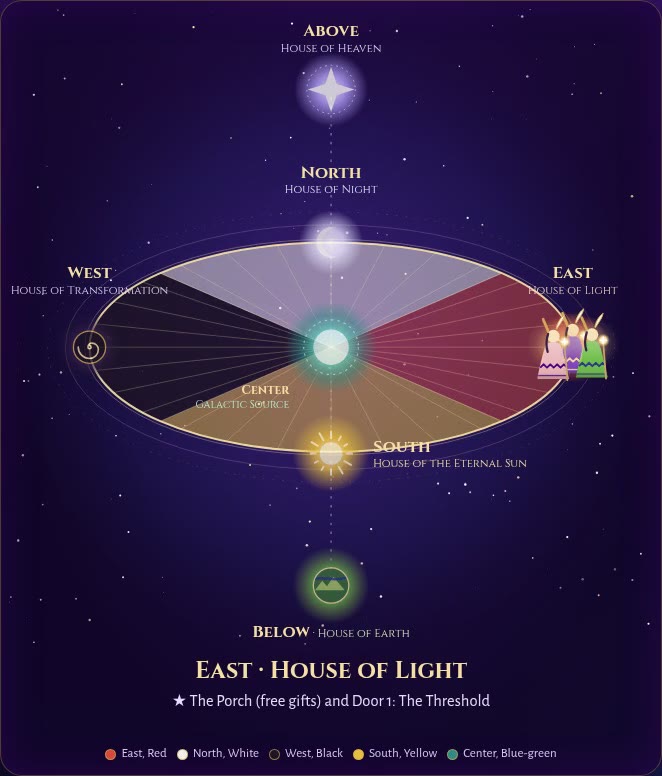 ABOVE
HOUSE OF HEAVEN
NORTH
HOUSE OF NIGHT
WEST
HOUSE OF TRANSFORMATION
EAST
HOUSE OF LIGHT
CENTER
GALACTIC SOURCE
SOUTH
HOUSE OF THE ETERNAL SUN
BELOW · HOUSE OF EARTH
EAST · HOUSE OF LIGHT
★ The Porch (free gifts) and Door 1: The Threshold
East, Red North, White West, Black South, Yellow Center, Blue-green